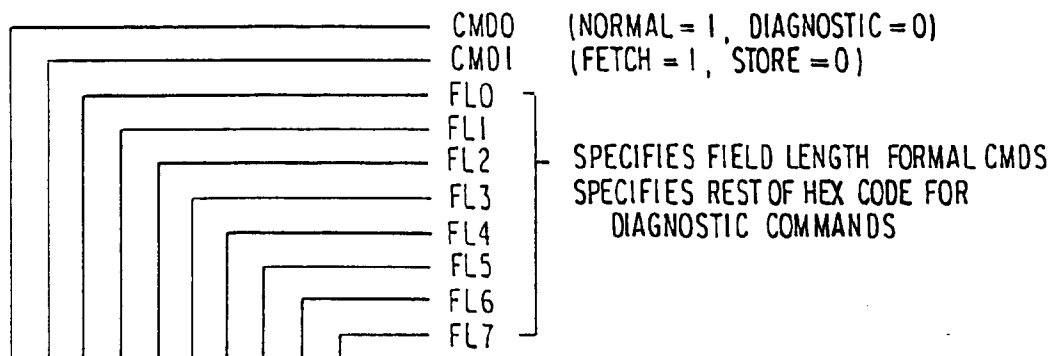 CMD0 (NORMAL = 1, DIAGNOSTIC = 0)
CMD1 (FETCH = 1, STORE = 0)
FL0
FL1
FL2 SPECIFIES FIELD LENGTH FORMAL CMDS
FL3 SPECIFIES REST OF HEX CODE FOR
FL4 DIAGNOSTIC COMMANDS
FL5
FL6
FL7